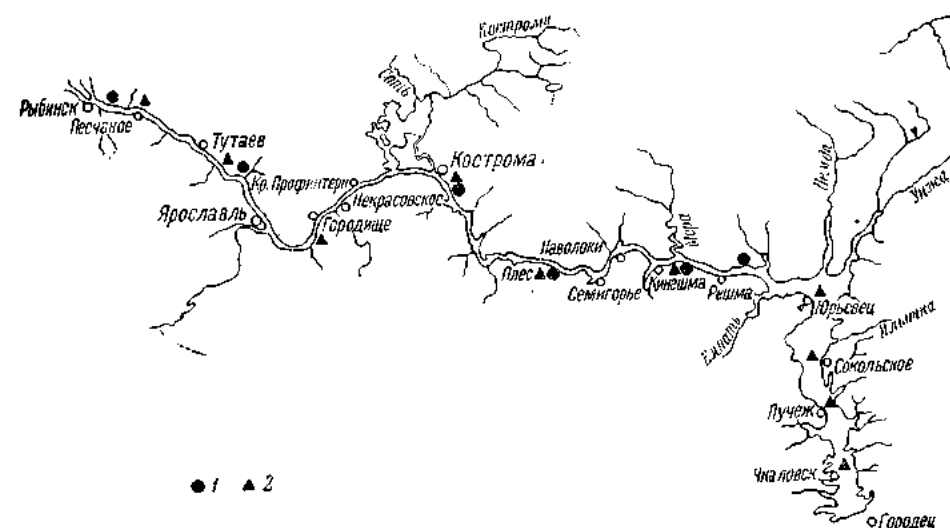 Кострома
Рыбинск
Песчаное
Тутаев
Кр. Профинтерн
Кострома
Некрасовское
Ярославль
Городище
Мера
Унжа
Наволоки
Плес
Семигорье
Кинешма
Решма
Юрьевец
Елнать
Сокольское
Пучеж
Чкаловск
Городец
1
2